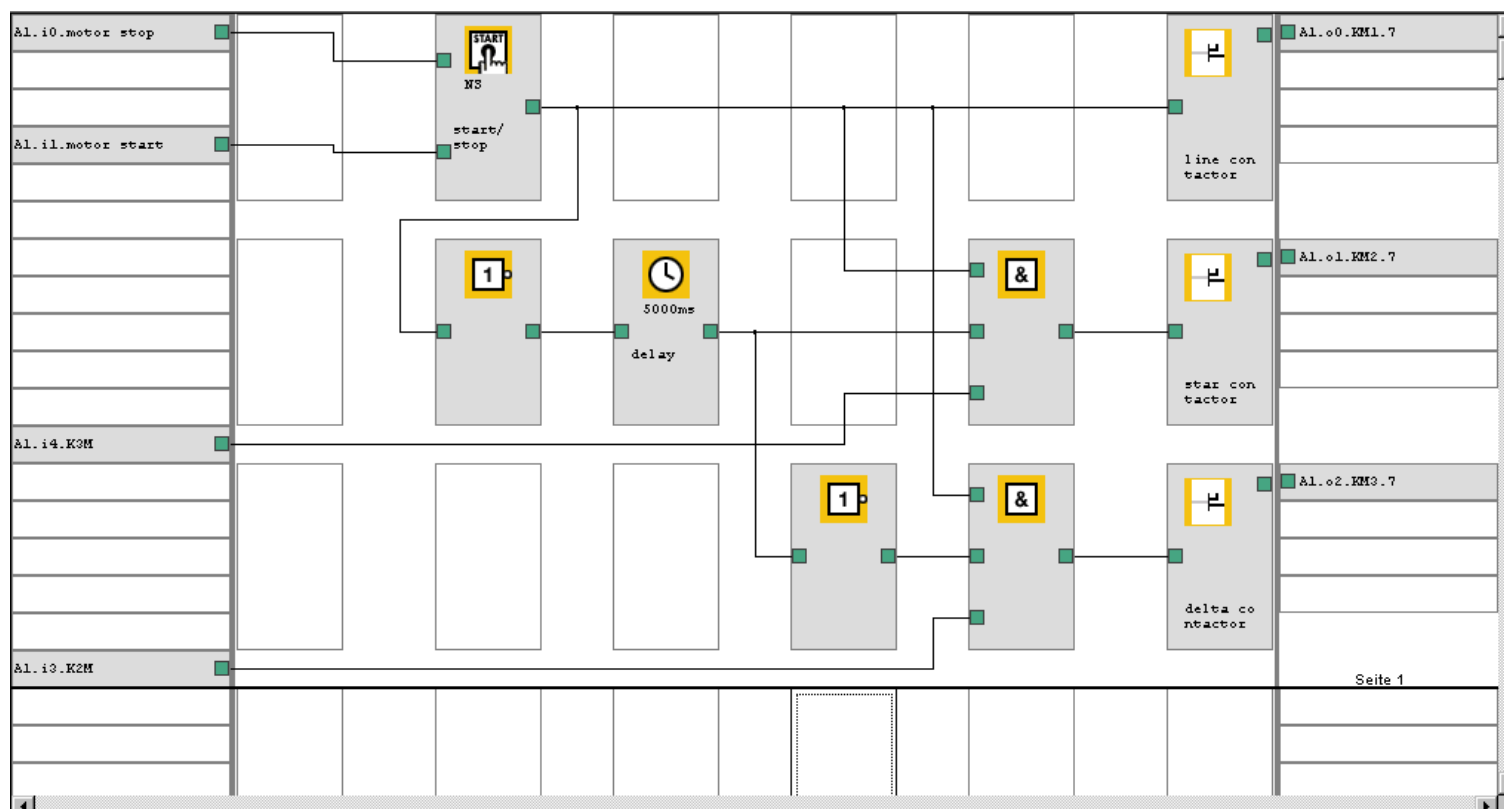 A1.i0.motor stop
START
A1.o0.KM1.7
NS
start/
stop
A1.i1.motor start
line con
tactor
1
&
A1.o1.KM2.7
5000ms
delay
star con
tactor
A1.i4.K3M
1
&
A1.o2.KM3.7
delta co
ntactor
A1.i3.K2M
Seite 1